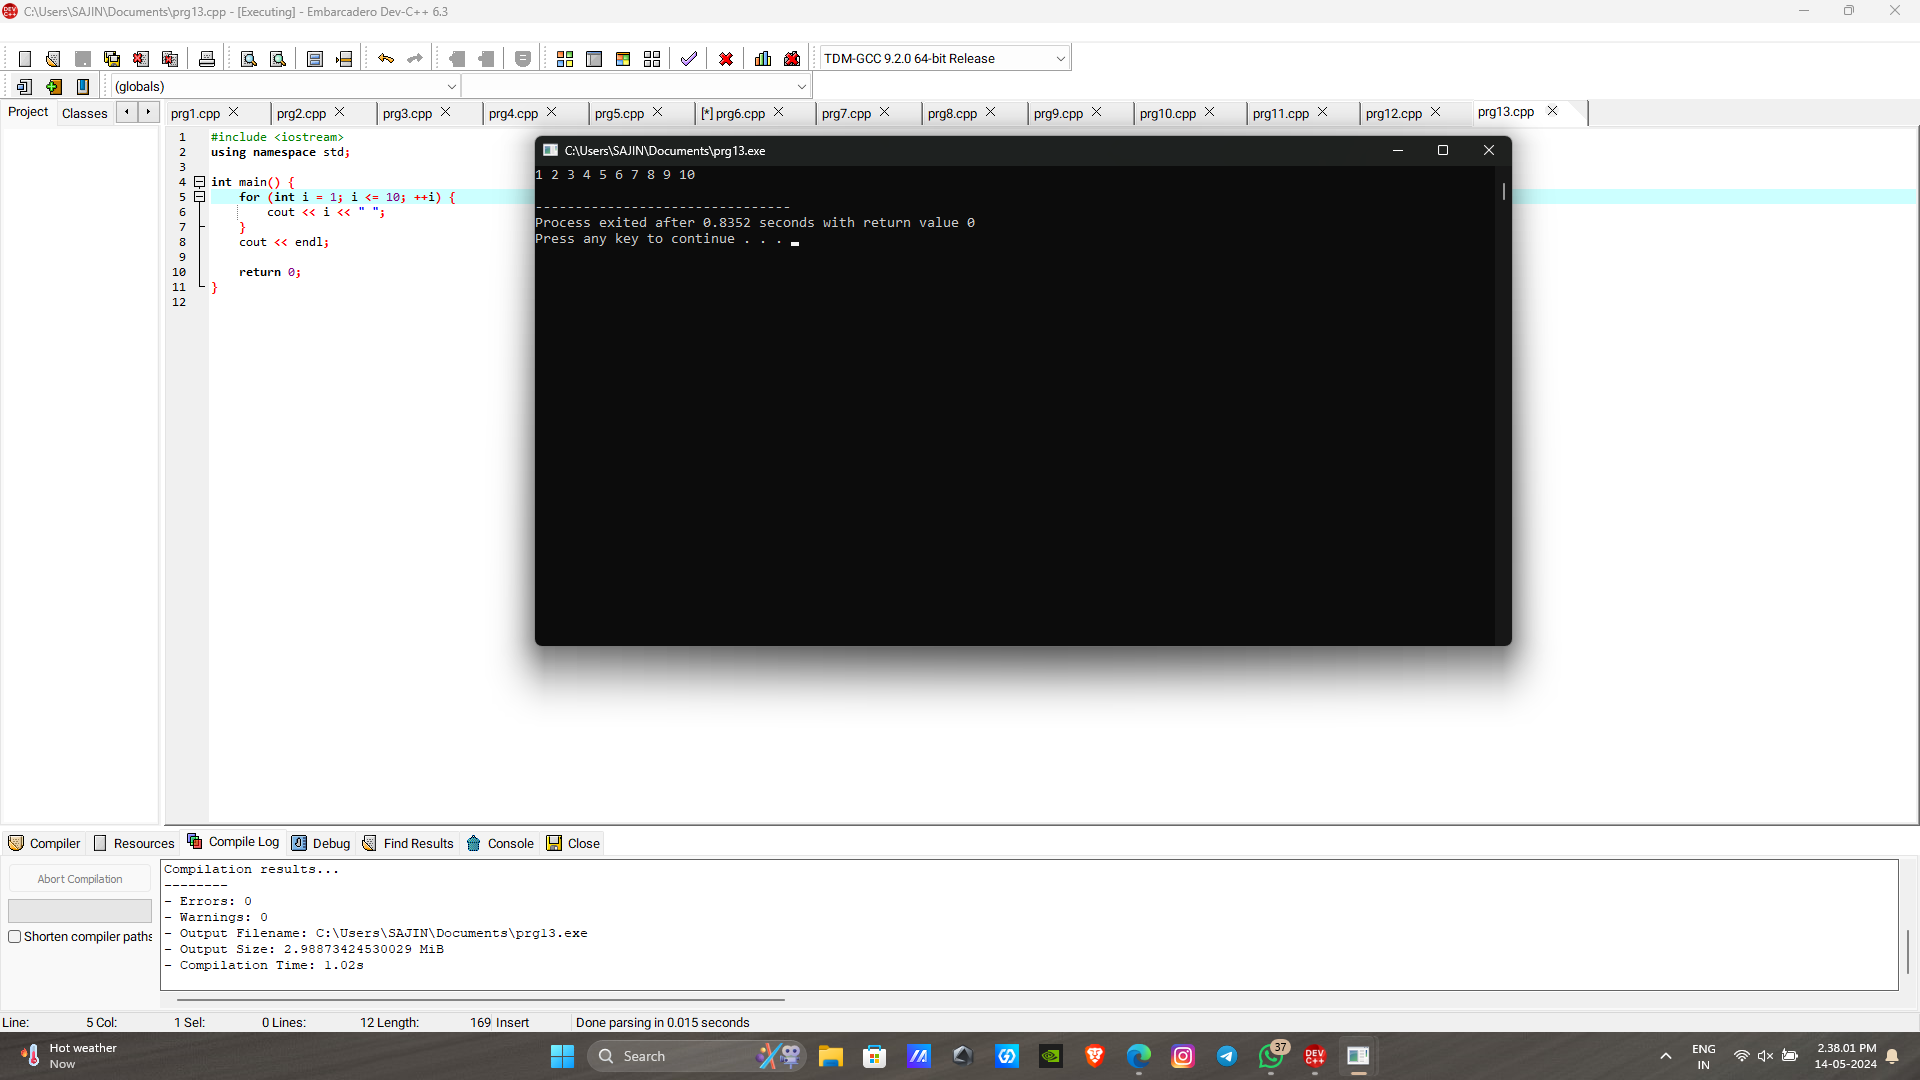 C:\Users\SAJIN\Documents\prg13.cpp - [Executing] - Embarcadero Dev-C++ 6.3
TDM-GCC 9.2.0 64-bit Release
(globals)
Project Classes prg1.cpp prg2.cpp prg3.cpp prg4.cpp prg5.cpp [*] prg6.cpp prg7.cpp prg8.cpp prg9.cpp prg10.cpp prg11.cpp prg12.cpp prg13.cpp
1 #include <iostream>
2 using namespace std;
3
4 int main() {
5 for (int i = 1; i <= 10; ++i) {
6 cout << i << " ";
7 }
8 cout << endl;
9
10 return 0;
11 }
12
C:\Users\SAJIN\Documents\prg13.exe
1 2 3 4 5 6 7 8 9 10
--------------------------------
Process exited after 0.8352 seconds with return value 0
Press any key to continue . . .
Compiler Resources Compile Log Debug Find Results Console Close
Abort Compilation
Shorten compiler paths
Compilation results...
--------
- Errors: 0
- Warnings: 0
- Output Filename: C:\Users\SAJIN\Documents\prg13.exe
- Output Size: 2.98873424530029 MiB
- Compilation Time: 1.02s
Line: 5 Col: 1 Sel: 0 Lines: 12 Length: 169 Insert Done parsing in 0.015 seconds
Hot weather
Now
Search
37
DEV C++
ENG
IN
2.38.01 PM
14-05-2024